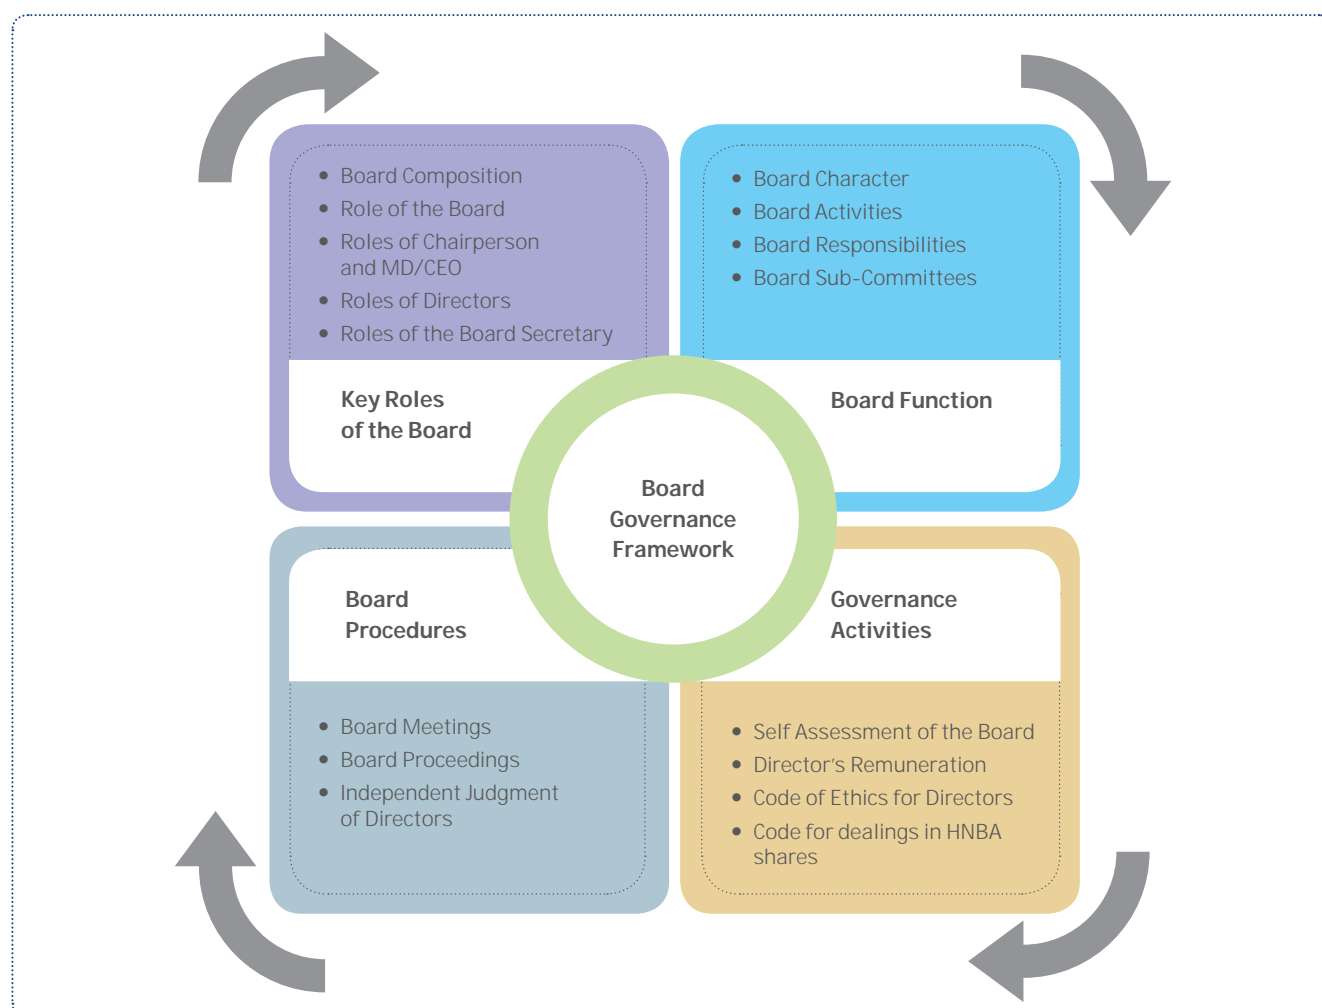 • Board Composition
• Role of the Board
• Roles of Chairperson
and MD/CEO
• Roles of Directors
• Roles of the Board Secretary
Key Roles
of the Board
• Board Character
• Board Activities
• Board Responsibilities
• Board Sub-Committees
Board Function
Board
Governance
Framework
Board
Procedures
• Board Meetings
• Board Proceedings
• Independent Judgment
of Directors
Governance
Activities
• Self Assessment of the Board
• Director's Remuneration
• Code of Ethics for Directors
• Code for dealings in HNBA
shares